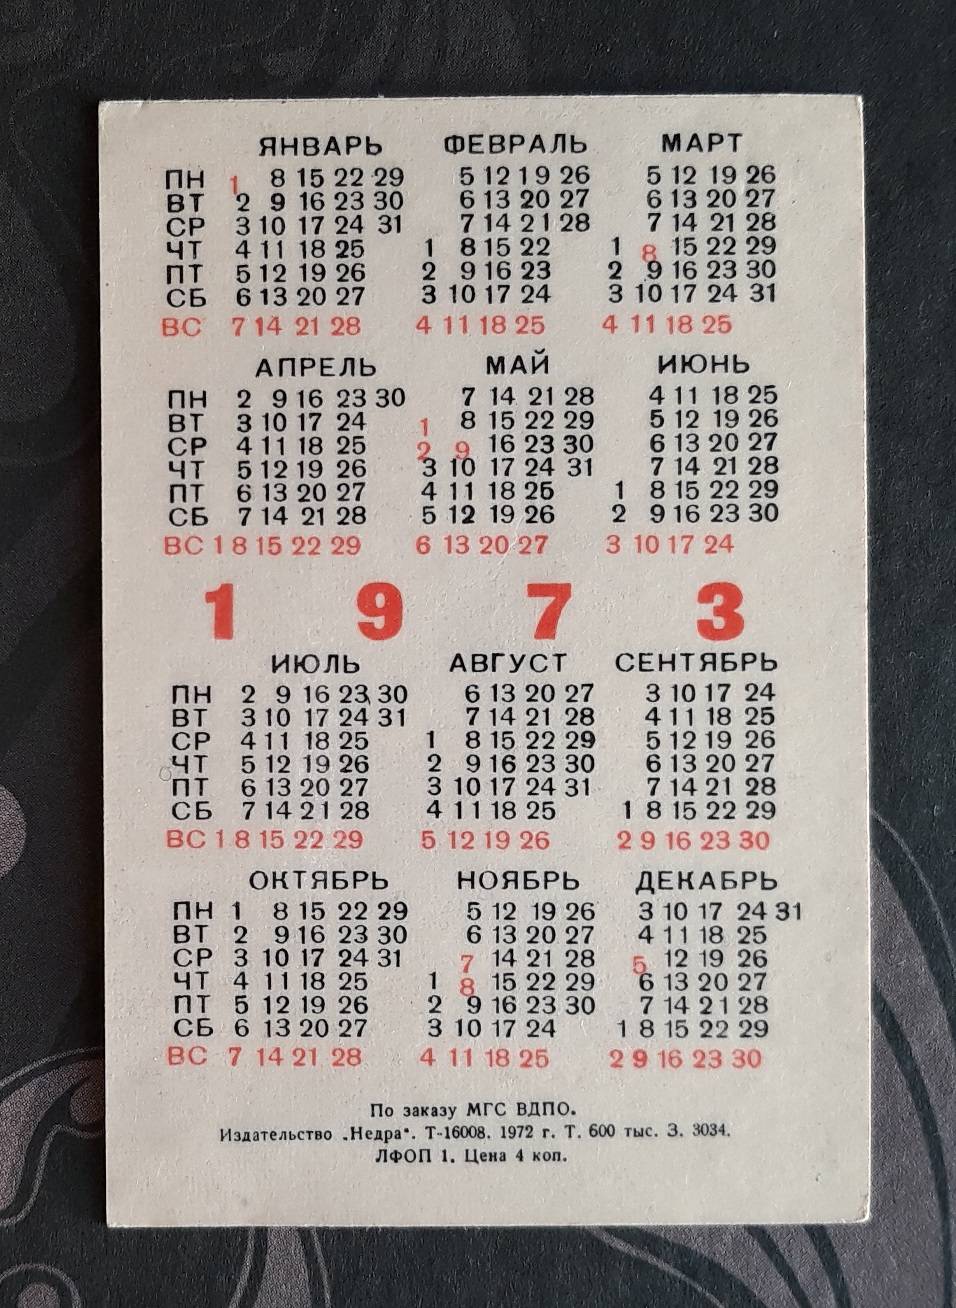 ЯНВАРЬ ФЕВРАЛЬ МАРТ
ПН 1 8 15 22 29 5 12 19 26 5 12 19 26
ВТ 2 9 16 23 30 6 13 20 27 6 13 20 27
СР 3 10 17 24 31 7 14 21 28 7 14 21 28
ЧТ 4 11 18 25 1 8 15 22 1 8 15 22 29
ПТ 5 12 19 26 2 9 16 23 2 9 16 23 30
СБ 6 13 20 27 3 10 17 24 3 10 17 24 31
ВС 7 14 21 28 4 11 18 25 4 11 18 25
АПРЕЛЬ МАЙ ИЮНЬ
ПН 2 9 16 23 30 7 14 21 28 4 11 18 25
ВТ 3 10 17 24 1 8 15 22 29 5 12 19 26
СР 4 11 18 25 2 9 16 23 30 6 13 20 27
ЧТ 5 12 19 26 3 10 17 24 31 7 14 21 28
ПТ 6 13 20 27 4 11 18 25 1 8 15 22 29
СБ 7 14 21 28 5 12 19 26 2 9 16 23 30
ВС 1 8 15 22 29 6 13 20 27 3 10 17 24
1 9 7 3
ИЮЛЬ АВГУСТ СЕНТЯБРЬ
ПН 2 9 16 23 30 6 13 20 27 3 10 17 24
ВТ 3 10 17 24 31 7 14 21 28 4 11 18 25
СР 4 11 18 25 1 8 15 22 29 5 12 19 26
ЧТ 5 12 19 26 2 9 16 23 30 6 13 20 27
ПТ 6 13 20 27 3 10 17 24 31 7 14 21 28
СБ 7 14 21 28 4 11 18 25 1 8 15 22 29
ВС 1 8 15 22 29 5 12 19 26 2 9 16 23 30
ОКТЯБРЬ НОЯБРЬ ДЕКАБРЬ
ПН 1 8 15 22 29 5 12 19 26 3 10 17 24 31
ВТ 2 9 16 23 30 6 13 20 27 4 11 18 25
СР 3 10 17 24 31 7 14 21 28 5 12 19 26
ЧТ 4 11 18 25 1 8 15 22 29 6 13 20 27
ПТ 5 12 19 26 2 9 16 23 30 7 14 21 28
СБ 6 13 20 27 3 10 17 24 1 8 15 22 29
ВС 7 14 21 28 4 11 18 25 2 9 16 23 30
По заказу МГС ВДПО.
Издательство „Недра“. Т-16008. 1972 г. Т. 600 тыс. З. 3034.
ЛФОП 1. Цена 4 коп.